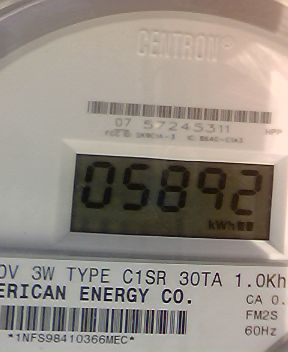 CENTRON®
07 57245311
HPP
05892
kWh
0V 3W TYPE C1SR 30TA 1.0Kh
ERICAN ENERGY CO. CA 0.
FM2S
*1NFS98410366MEC* 60Hz